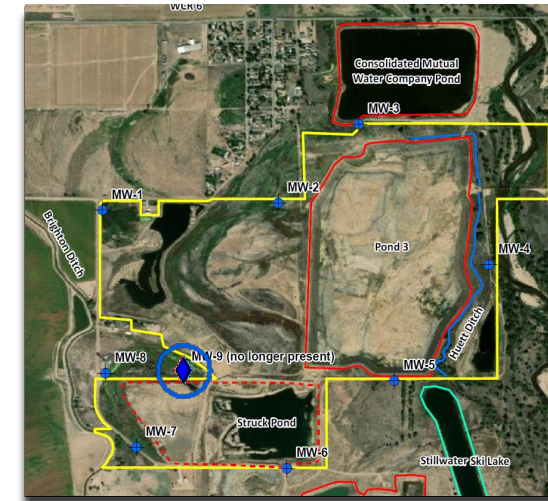 WCR 6
Consolidated Mutual
Water Company Pond
MW-3
MW-1
MW-2
Brighton Ditch
Pond 3
MW-4
Huett Ditch
MW-9 (no longer present)
MW-8
MW-5
Struck Pond
MW-7
MW-6
Stillwater Ski Lake